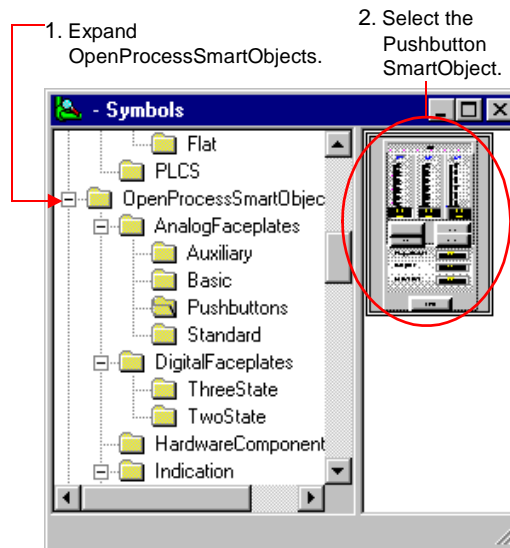 1. Expand
OpenProcessSmartObjects.
2. Select the
Pushbutton
SmartObject.
- Symbols
Flat
PLCS
OpenProcessSmartObjec
AnalogFaceplates
Auxiliary
Basic
Pushbuttons
Standard
DigitalFaceplates
ThreeState
TwoState
HardwareComponent
Indication